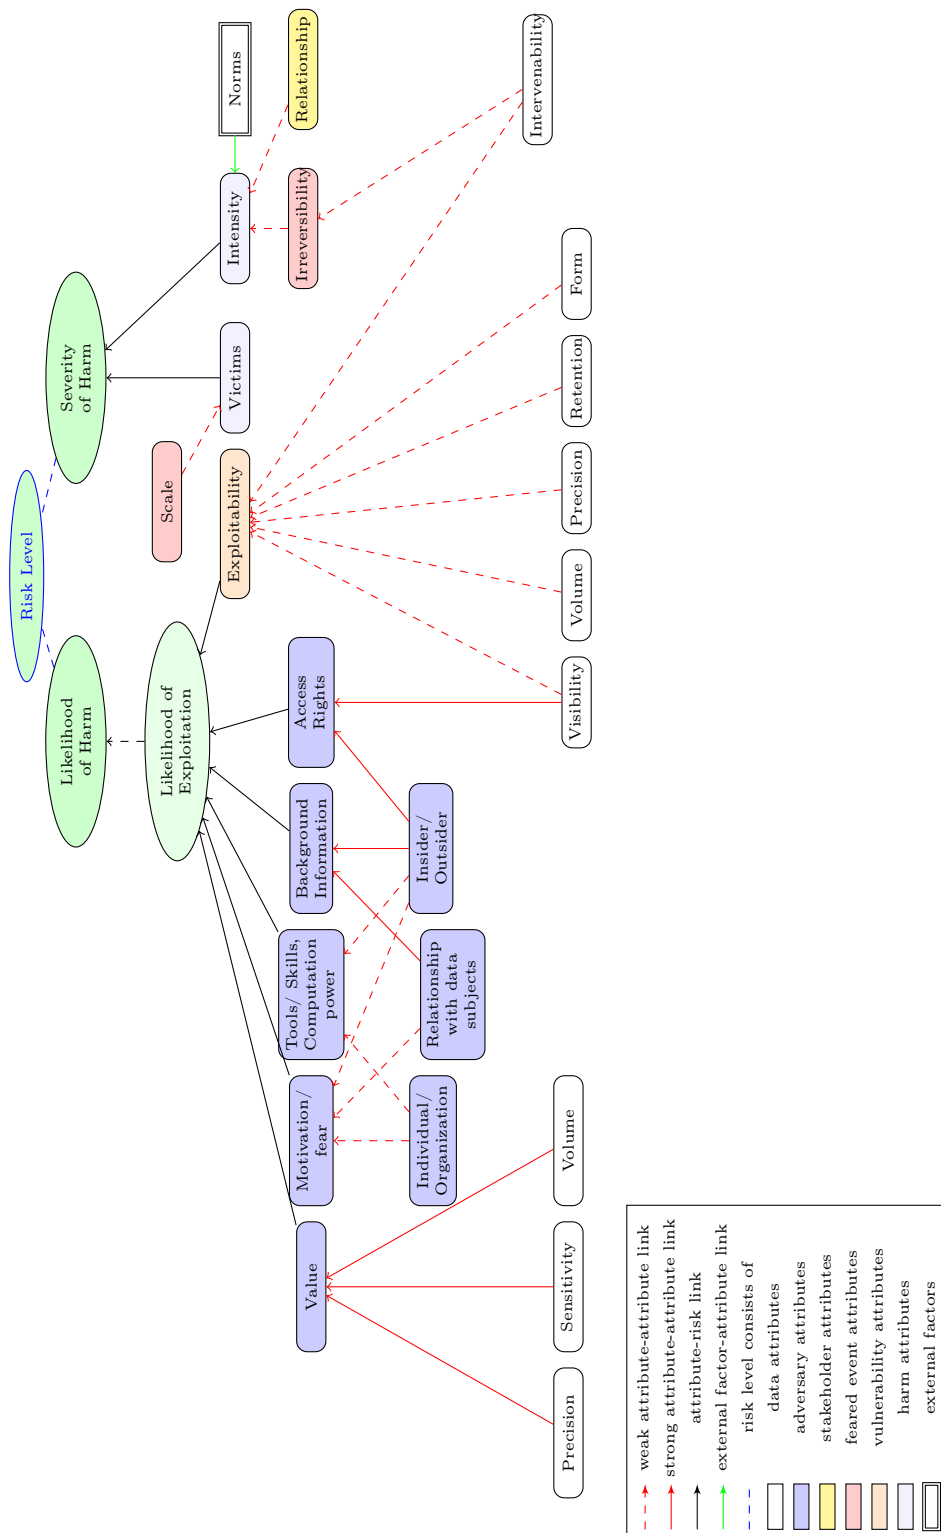 Risk Level
Likelihood
of Harm
Severity
of Harm
Likelihood of
Exploitation
Scale
Exploitability
Victims
Intensity
Norms
Value
Motivation/
fear
Tools/ Skills,
Computation
power
Background
Information
Access
Rights
Irreversibility
Relationship
Individual/
Organization
Relationship
with data
subjects
Insider/
Outsider
Intervenability
Precision
Sensitivity
Volume
Visibility
Volume
Precision
Retention
Form
weak attribute-attribute link
strong attribute-attribute link
attribute-risk link
external factor-attribute link
risk level consists of
data attributes
adversary attributes
stakeholder attributes
feared event attributes
vulnerability attributes
harm attributes
external factors